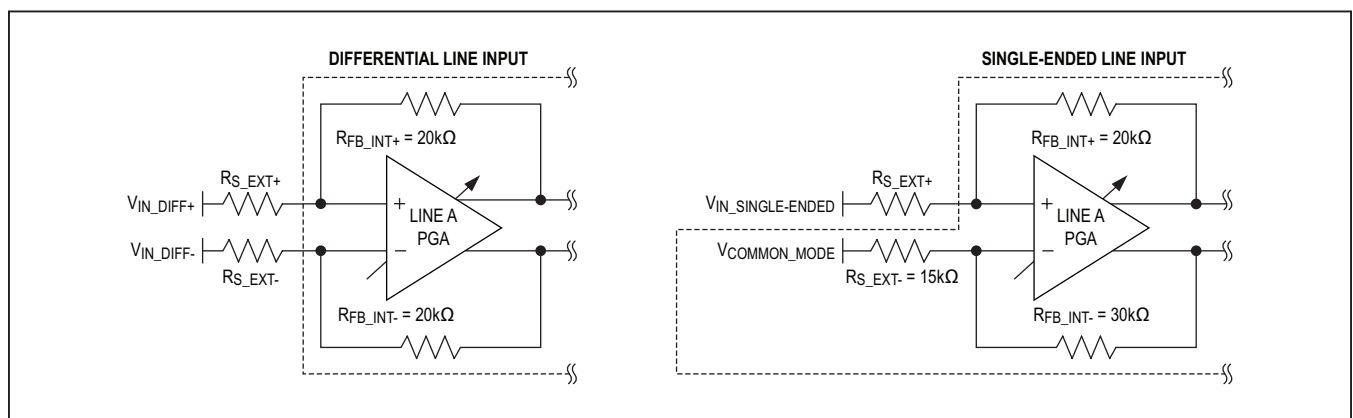 DIFFERENTIAL LINE INPUT
RFB_INT+ = 20kΩ
RS_EXT+
VIN_DIFF+
+
LINE A
PGA
VIN_DIFF-
−
RS_EXT-
RFB_INT- = 20kΩ
SINGLE-ENDED LINE INPUT
RFB_INT+ = 20kΩ
RS_EXT+
VIN_SINGLE-ENDED
+
LINE A
PGA
VCOMMON_MODE
−
RS_EXT- = 15kΩ
RFB_INT- = 30kΩ